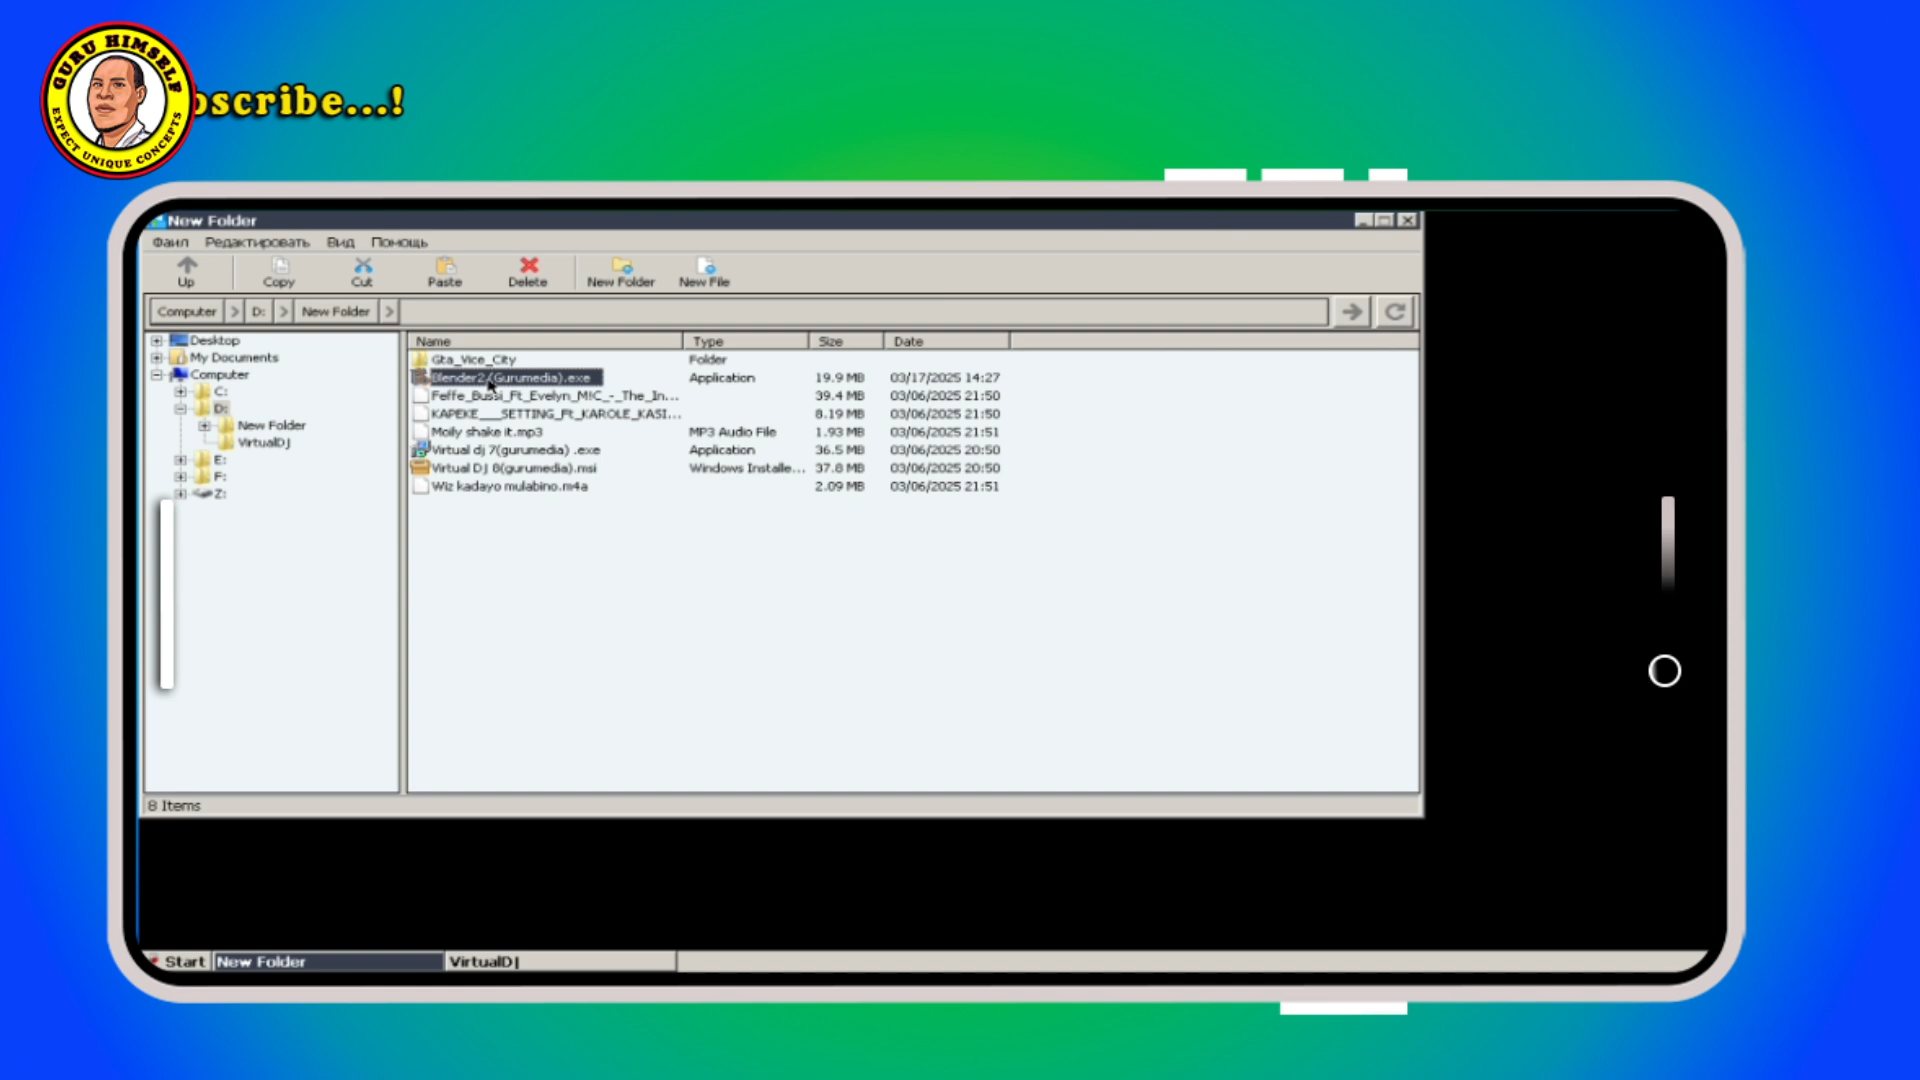 GURU HIMSELF
EXPECT UNIQUE CONCEPTS
bscribe...!
New Folder
Фаил Редактировать Вид Помощь
Up Copy Cut Paste Delete New Folder New File
Computer > D: > New Folder >
Desktop
My Documents
Computer
C:
D:
New Folder
VirtualDJ
E:
F:
Z:
Name Type Size Date
Gta_Vice_City Folder
Blender2.(Gurumedia).exe Application 19.9 MB 03/17/2025 14:27
Feffe_Bussi_Ft_Evelyn_M!C_-_The_In... 39.4 MB 03/06/2025 21:50
KAPEKE___SETTING_Ft_KAROLE_KASI... 8.19 MB 03/06/2025 21:50
Molly shake it.mp3 MP3 Audio File 1.93 MB 03/06/2025 21:51
Virtual dj 7(gurumedia) .exe Application 36.5 MB 03/06/2025 20:50
Virtual DJ 8(gurumedia).msi Windows Installe... 37.8 MB 03/06/2025 20:50
Wiz kadayo mulabino.m4a 2.09 MB 03/06/2025 21:51
8 Items
Start New Folder VirtualDJ